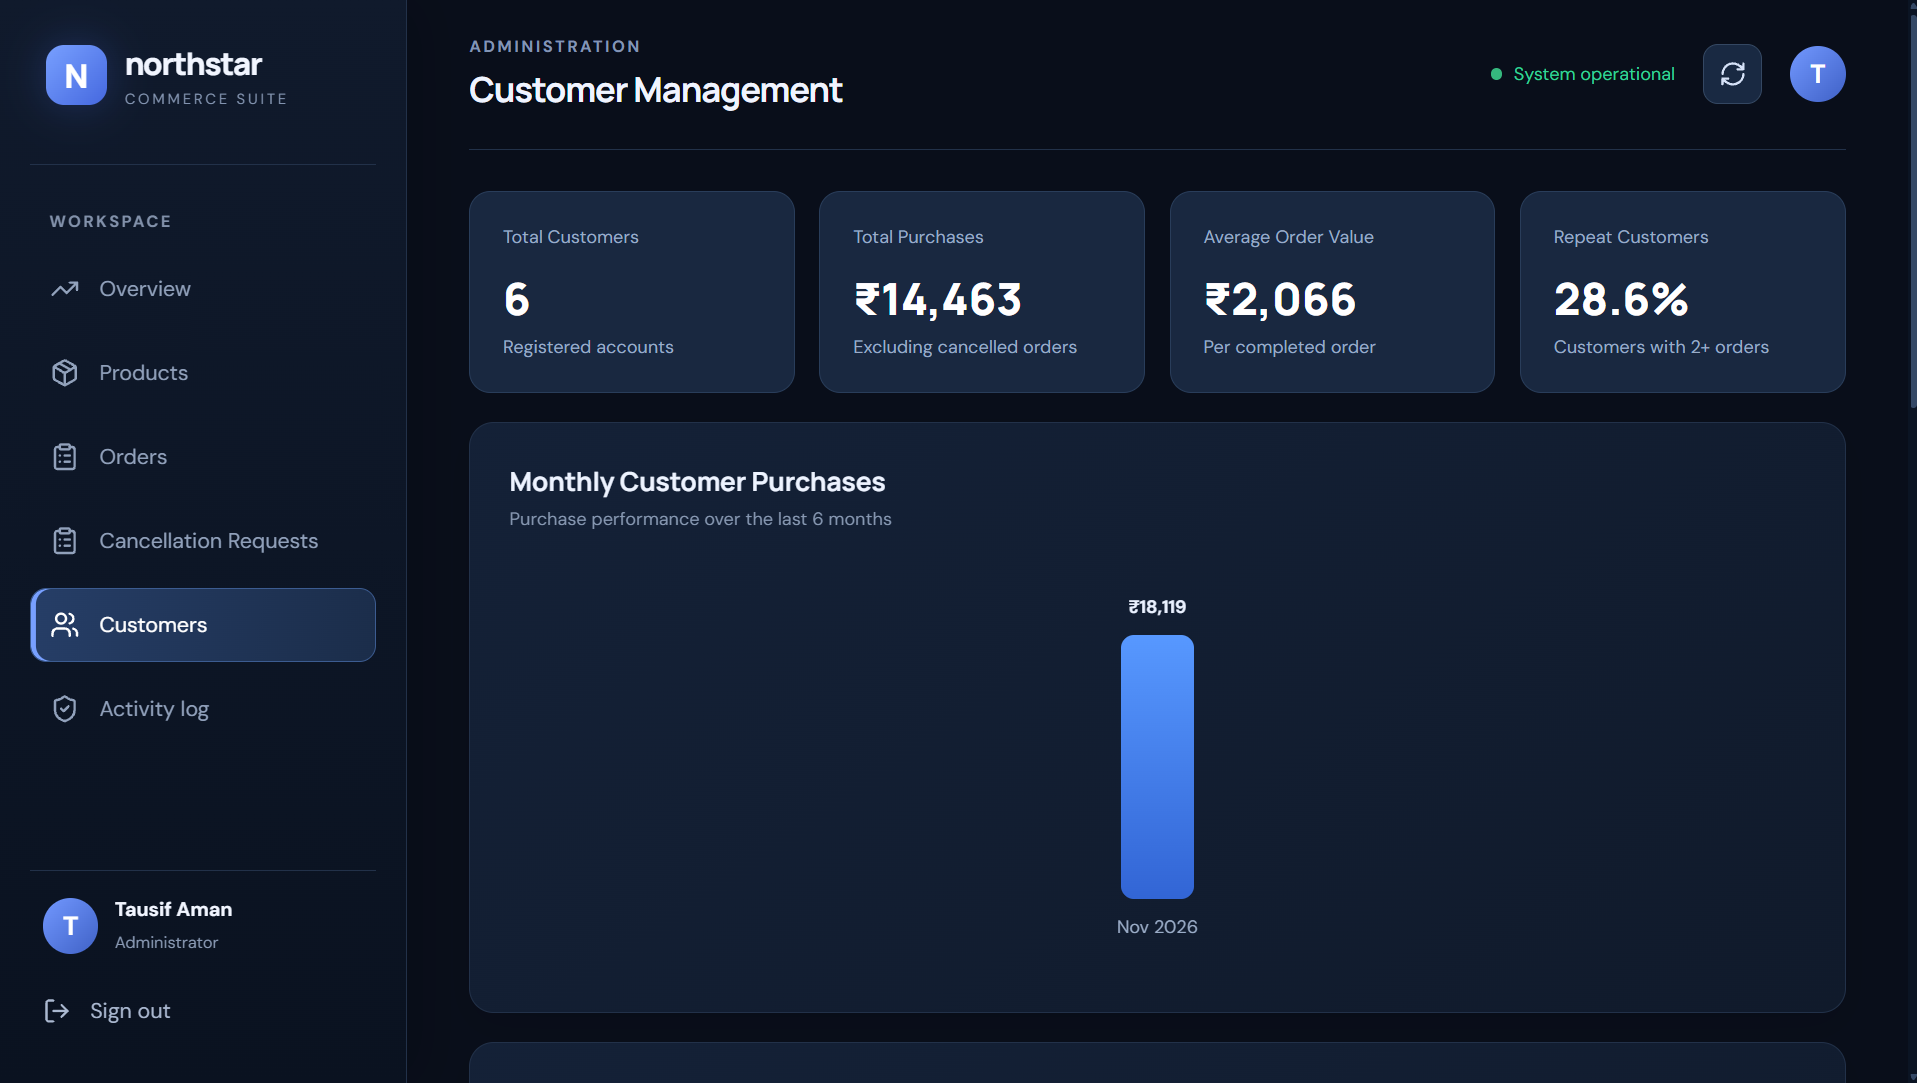 N
northstar
COMMERCE SUITE
WORKSPACE
Overview
Products
Orders
Cancellation Requests
Customers
Activity log
T
Tausif Aman
Administrator
Sign out
ADMINISTRATION
Customer Management
System operational
T
Total Customers
6
Registered accounts
Total Purchases
₹14,463
Excluding cancelled orders
Average Order Value
₹2,066
Per completed order
Repeat Customers
28.6%
Customers with 2+ orders
Monthly Customer Purchases
Purchase performance over the last 6 months
₹18,119
Nov 2026